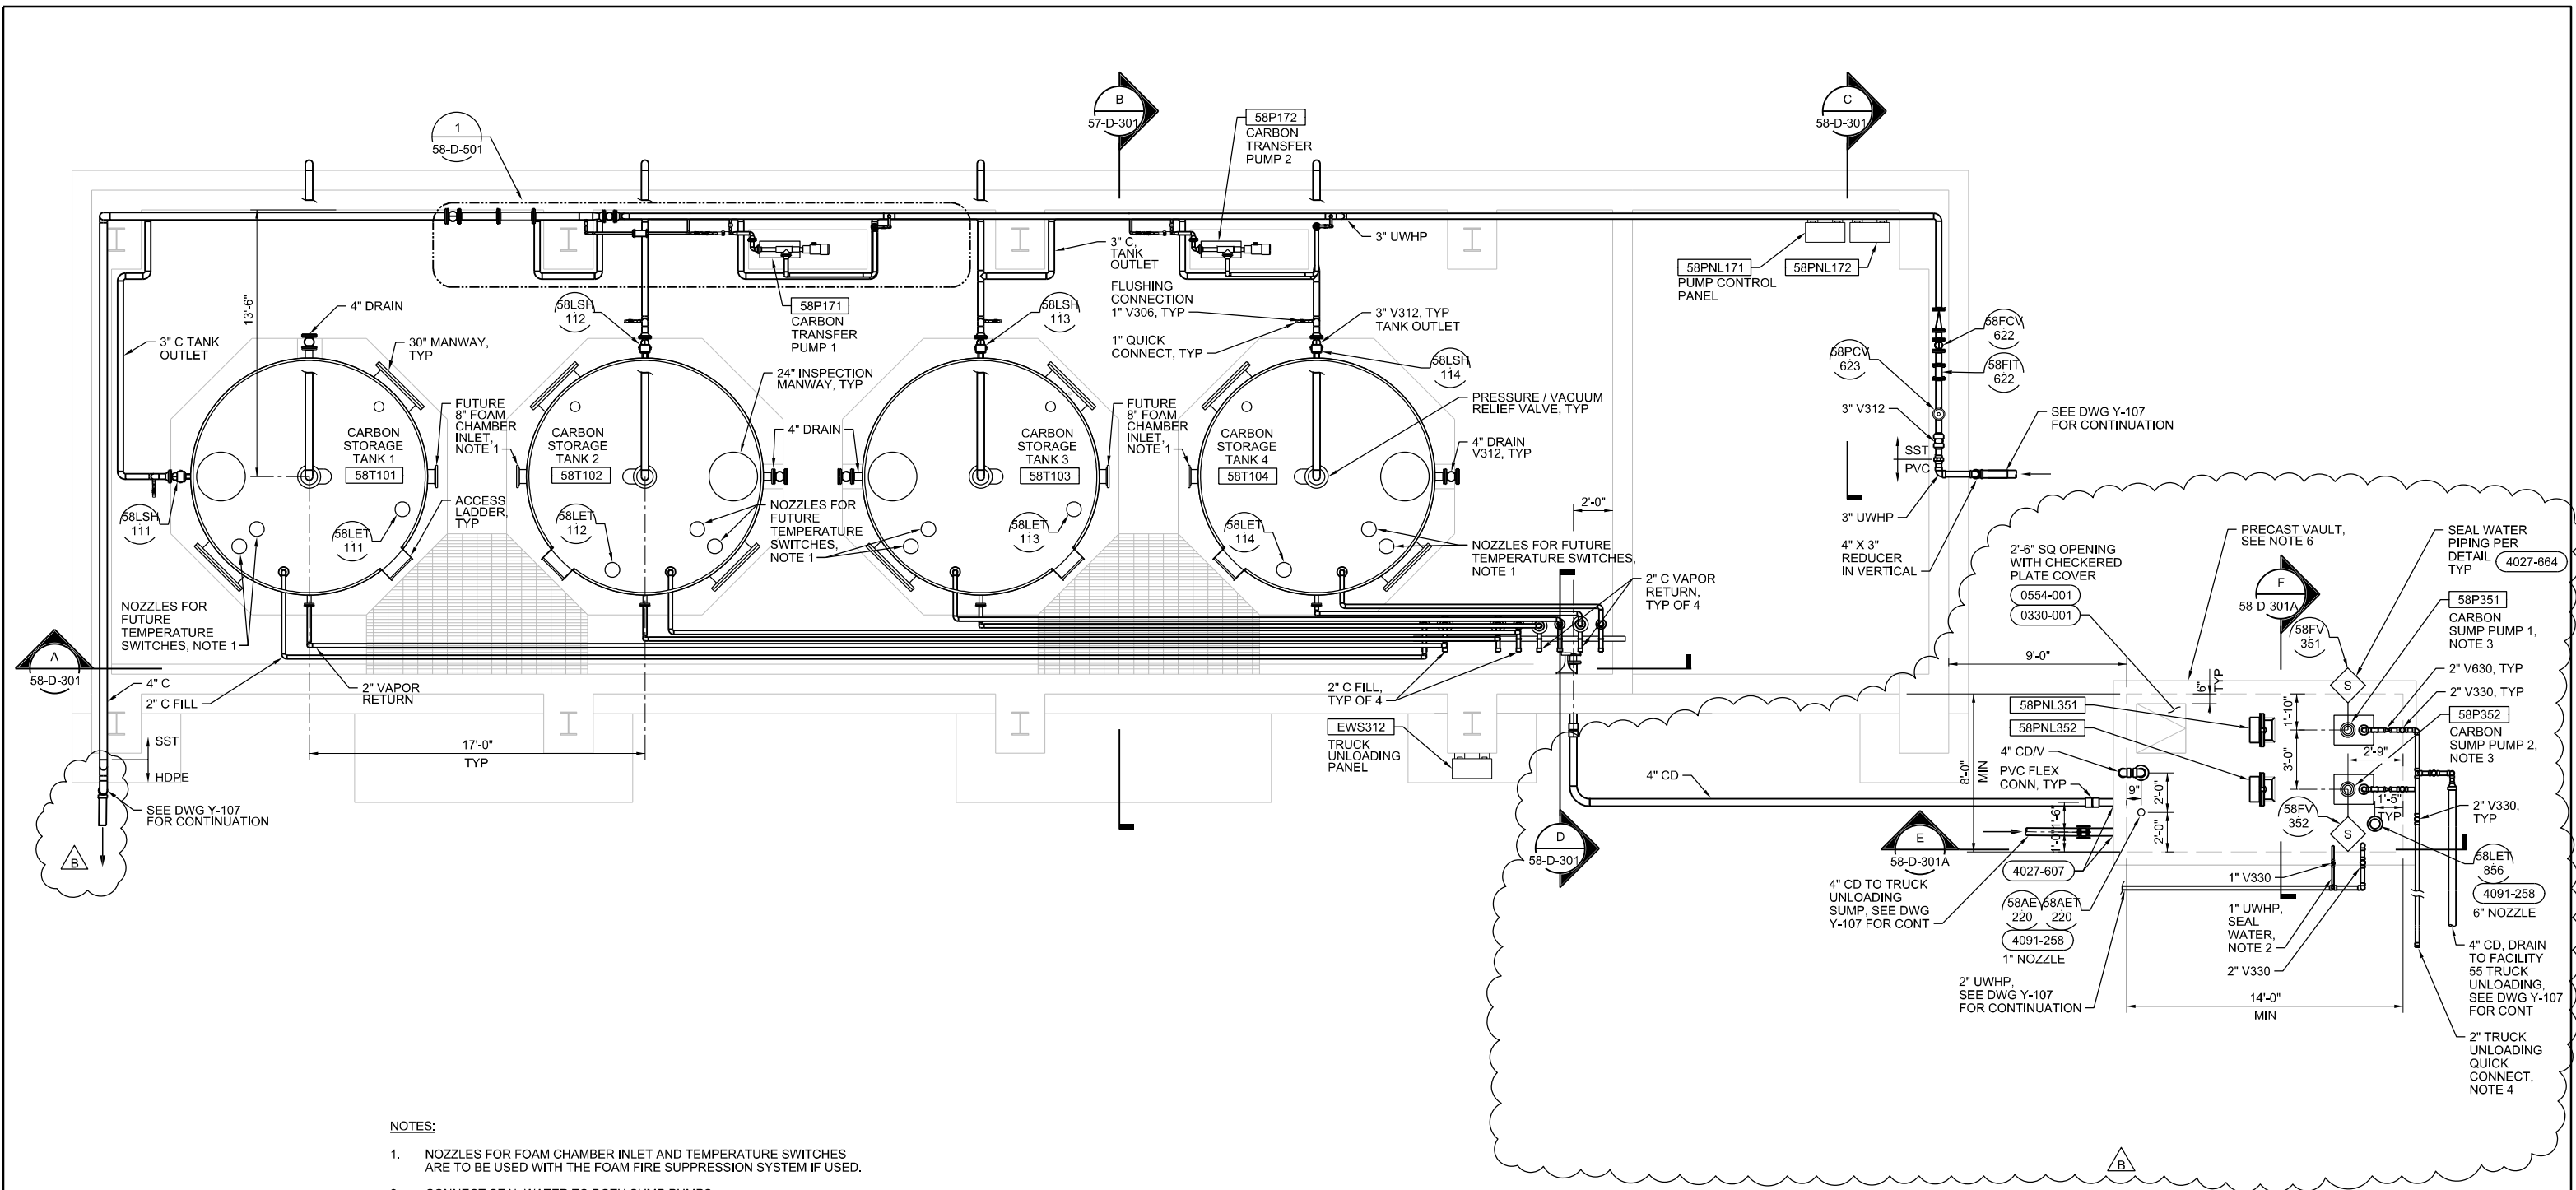 1
58-D-501
B
57-D-301
58P172
CARBON
TRANSFER
PUMP 2
C
58-D-301
3" UWHP
3" C,
TANK
OUTLET
58PNL171
PUMP CONTROL
PANEL
58PNL172
13'-6"
4" DRAIN
3" C TANK
OUTLET
30" MANWAY,
TYP
58LSH
112
58P171
CARBON
TRANSFER
PUMP 1
58LSH
113
FLUSHING
CONNECTION
1" V306, TYP
1" QUICK
CONNECT, TYP
3" V312, TYP
TANK OUTLET
58LSH
114
58FCV
622
58PCV
623
58FIT
622
3" V312
SST
PVC
SEE DWG Y-107
FOR CONTINUATION
24" INSPECTION
MANWAY, TYP
PRESSURE / VACUUM
RELIEF VALVE, TYP
FUTURE
8" FOAM
CHAMBER
INLET,
NOTE 1
4" DRAIN
FUTURE
8" FOAM
CHAMBER
INLET,
NOTE 1
4" DRAIN
V312, TYP
CARBON
STORAGE
TANK 1
58T101
CARBON
STORAGE
TANK 2
58T102
CARBON
STORAGE
TANK 3
58T103
CARBON
STORAGE
TANK 4
58T104
58LSH
111
58LET
111
ACCESS
LADDER,
TYP
58LET
112
NOZZLES FOR
FUTURE
TEMPERATURE
SWITCHES,
NOTE 1
58LET
113
58LET
114
2'-0"
NOZZLES FOR FUTURE
TEMPERATURE SWITCHES,
NOTE 1
3" UWHP
4" X 3"
REDUCER
IN VERTICAL
2" C VAPOR
RETURN,
TYP OF 4
NOZZLES FOR
FUTURE
TEMPERATURE
SWITCHES, NOTE 1
A
58-D-301
4" C
2" C FILL
2" VAPOR
RETURN
2" C FILL,
TYP OF 4
EWS312
TRUCK
UNLOADING
PANEL
17'-0"
TYP
SST
HDPE
SEE DWG Y-107
FOR CONTINUATION
B
D
58-D-301
4" CD
PRECAST VAULT,
SEE NOTE 6
2'-6" SQ OPENING
WITH CHECKERED
PLATE COVER
0554-001
0330-001
F
58-D-301A
SEAL WATER
PIPING PER
DETAIL 4027-664
TYP
58P351
CARBON
SUMP PUMP 1,
NOTE 3
58FV
351
9'-0"
6"
TYP
S
2" V630, TYP
2" V330, TYP
58P352
CARBON
SUMP PUMP 2,
NOTE 3
58PNL351
58PNL352
1'-10"
2'-9"
3'-0"
4" CD/V
PVC FLEX
CONN, TYP
8'-0"
MIN
9"
2'-0"
2'-0"
1'-6"
1'-0"
1'-5"
TYP
58FV
352
S
2" V330,
TYP
E
58-D-301A
4027-607
58LET
856
4091-258
6" NOZZLE
4" CD TO TRUCK
UNLOADING
SUMP, SEE DWG
Y-107 FOR CONT
58AE
220
58AET
220
4091-258
1" NOZZLE
1" V330
1" UWHP,
SEAL
WATER,
NOTE 2
2" V330
4" CD, DRAIN
TO FACILITY
55 TRUCK
UNLOADING,
SEE DWG Y-107
FOR CONT
2" UWHP,
SEE DWG Y-107
FOR CONTINUATION
14'-0"
MIN
2" TRUCK
UNLOADING
QUICK
CONNECT,
NOTE 4
B
NOTES:
1. NOZZLES FOR FOAM CHAMBER INLET AND TEMPERATURE SWITCHES
ARE TO BE USED WITH THE FOAM FIRE SUPPRESSION SYSTEM IF USED.